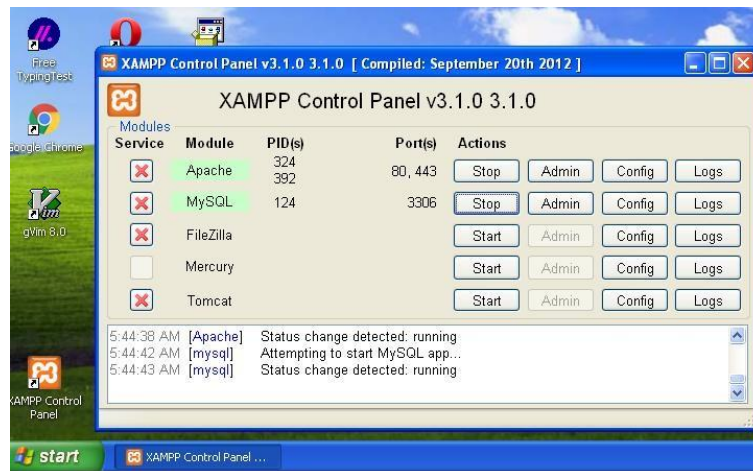 Free
TypingTest
Google Chrome
gVim 8.0
XAMPP Control
Panel
XAMPP Control Panel v3.1.0 3.1.0 [ Compiled: September 20th 2012 ]
XAMPP Control Panel v3.1.0 3.1.0
Modules
Service Module PID(s) Port(s) Actions
Apache 324 392 80, 443 Stop Admin Config Logs
MySQL 124 3306 Stop Admin Config Logs
FileZilla Start Admin Config Logs
Mercury Start Admin Config Logs
Tomcat Start Admin Config Logs
5:44:38 AM [Apache] Status change detected: running
5:44:42 AM [mysql] Attempting to start MySQL app...
5:44:43 AM [mysql] Status change detected: running
start XAMPP Control Panel ...